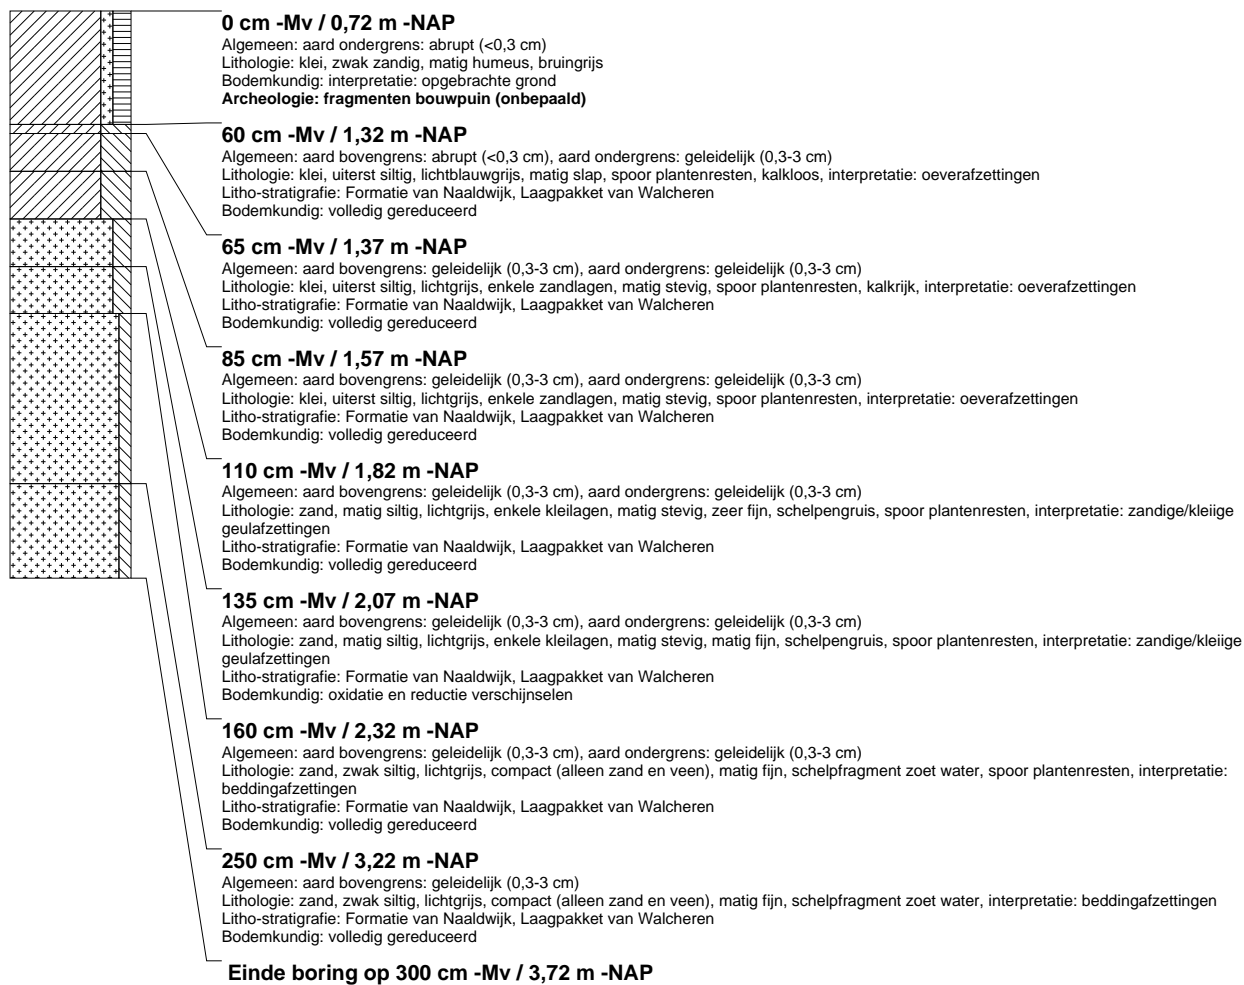 0 cm -Mv / 0,72 m -NAP
Algemeen: aard ondergrens: abrupt (<0,3 cm)
Lithologie: klei, zwak zandig, matig humeus, bruingrijs
Bodemkundig: interpretatie: opgebrachte grond
Archeologie: fragmenten bouwpuin (onbepaald)
60 cm -Mv / 1,32 m -NAP
Algemeen: aard bovengrens: abrupt (<0,3 cm), aard ondergrens: geleidelijk (0,3-3 cm)
Lithologie: klei, uiterst siltig, lichtblauwgrijs, matig slap, spoor plantenresten, kalkloos, interpretatie: oeverafzettingen
Litho-stratigrafie: Formatie van Naaldwijk, Laagpakket van Walcheren
Bodemkundig: volledig gereduceerd
65 cm -Mv / 1,37 m -NAP
Algemeen: aard bovengrens: geleidelijk (0,3-3 cm), aard ondergrens: geleidelijk (0,3-3 cm)
Lithologie: klei, uiterst siltig, lichtgrijs, enkele zandlagen, matig stevig, spoor plantenresten, kalkrijk, interpretatie: oeverafzettingen
Litho-stratigrafie: Formatie van Naaldwijk, Laagpakket van Walcheren
Bodemkundig: volledig gereduceerd
85 cm -Mv / 1,57 m -NAP
Algemeen: aard bovengrens: geleidelijk (0,3-3 cm), aard ondergrens: geleidelijk (0,3-3 cm)
Lithologie: klei, uiterst siltig, lichtgrijs, enkele zandlagen, matig stevig, spoor plantenresten, interpretatie: oeverafzettingen
Litho-stratigrafie: Formatie van Naaldwijk, Laagpakket van Walcheren
Bodemkundig: volledig gereduceerd
110 cm -Mv / 1,82 m -NAP
Algemeen: aard bovengrens: geleidelijk (0,3-3 cm), aard ondergrens: geleidelijk (0,3-3 cm)
Lithologie: zand, matig siltig, lichtgrijs, enkele kleilagen, matig stevig, zeer fijn, schelpengruis, spoor plantenresten, interpretatie: zandige/kleiige
geulafzettingen
Litho-stratigrafie: Formatie van Naaldwijk, Laagpakket van Walcheren
Bodemkundig: volledig gereduceerd
135 cm -Mv / 2,07 m -NAP
Algemeen: aard bovengrens: geleidelijk (0,3-3 cm), aard ondergrens: geleidelijk (0,3-3 cm)
Lithologie: zand, matig siltig, lichtgrijs, enkele kleilagen, matig stevig, matig fijn, schelpengruis, spoor plantenresten, interpretatie: zandige/kleiige
geulafzettingen
Litho-stratigrafie: Formatie van Naaldwijk, Laagpakket van Walcheren
Bodemkundig: oxidatie en reductie verschijnselen
160 cm -Mv / 2,32 m -NAP
Algemeen: aard bovengrens: geleidelijk (0,3-3 cm), aard ondergrens: geleidelijk (0,3-3 cm)
Lithologie: zand, zwak siltig, lichtgrijs, compact (alleen zand en veen), matig fijn, schelpfragment zoet water, spoor plantenresten, interpretatie:
beddingafzettingen
Litho-stratigrafie: Formatie van Naaldwijk, Laagpakket van Walcheren
Bodemkundig: volledig gereduceerd
250 cm -Mv / 3,22 m -NAP
Algemeen: aard bovengrens: geleidelijk (0,3-3 cm)
Lithologie: zand, zwak siltig, lichtgrijs, compact (alleen zand en veen), matig fijn, schelpfragment zoet water, interpretatie: beddingafzettingen
Litho-stratigrafie: Formatie van Naaldwijk, Laagpakket van Walcheren
Bodemkundig: volledig gereduceerd
Einde boring op 300 cm -Mv / 3,72 m -NAP